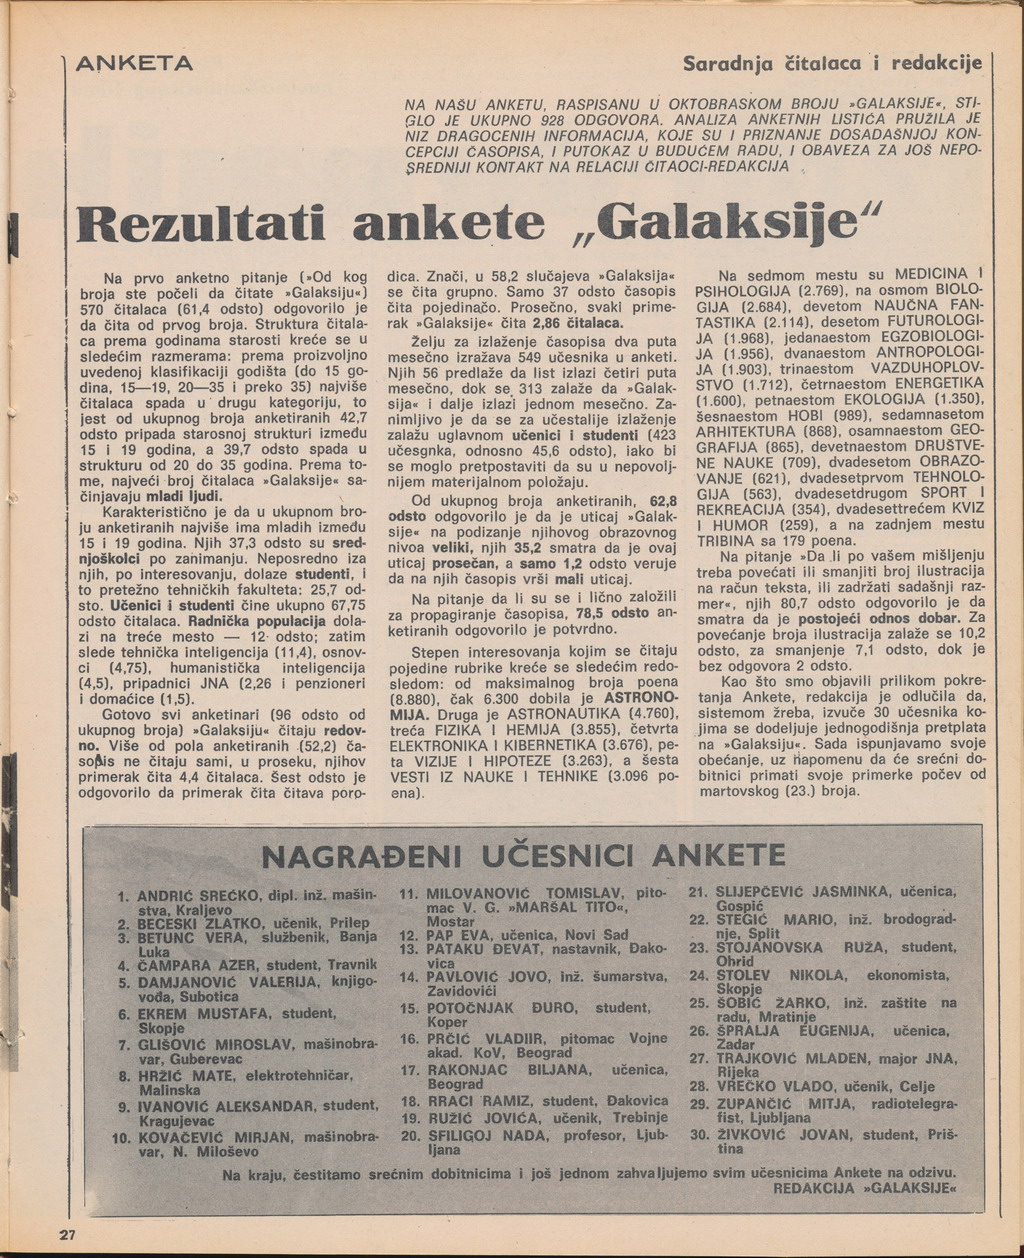 ANKETA
Saradnja čitalaca i redakcije
NA NAŠU ANKETU, RASPISANU U OKTOBRASKOM BROJU »GALAKSIJE«, STI-
GLO JE UKUPNO 928 ODGOVORA. ANALIZA ANKETNIH LISTIĆA PRUŽILA JE
NIZ DRAGOCENIH INFORMACIJA, KOJE SU I PRIZNANJE DOSADAŠNJOJ KON-
CEPCIJI ČASOPISA, I PUTOKAZ U BUDUĆEM RADU, I OBAVEZA ZA JOŠ NEPO-
SREDNIJI KONTAKT NA RELACIJI ČITAOCI-REDAKCIJA
Rezultati ankete „Galaksije"
Na prvo anketno pitanje (»Od kog
broja ste počeli da čitate »Galaksiju«)
570 čitalaca (61,4 odsto) odgovorilo je
da čita od prvog broja. Struktura čitala-
ca prema godinama starosti kreće se u
sledećim razmerama: prema proizvoljno
uvedenoj klasifikaciji godišta (do 15 go-
dina, 15—19, 20—35 i preko 35) najviše
čitalaca spada u drugu kategoriju, to
jest od ukupnog broja anketiranih 42,7
odsto pripada starosnoj strukturi između
15 i 19 godina, a 39,7 odsto spada u
strukturu od 20 do 35 godina. Prema to-
me, najveći broj čitalaca »Galaksije« sa-
činjavaju mladi ljudi.
Karakteristično je da u ukupnom bro-
ju anketiranih najviše ima mladih između
15 i 19 godina. Njih 37,3 odsto su sred-
njoškolci po zanimanju. Neposredno iza
njih, po interesovanju, dolaze studenti, i
to pretežno tehničkih fakulteta: 25,7 od-
sto. Učenici i studenti čine ukupno 67,75
odsto čitalaca. Radnička populacija dola-
zi na treće mesto — 12 odsto; zatim
slede tehnička inteligencija (11,4), osnov-
ci (4,75), humanistička inteligencija
(4,5), pripadnici JNA (2,26 i penzioneri
i domaćice (1,5).
Gotovo svi anketinari (96 odsto od
ukupnog broja) »Galaksiju« čitaju redov-
no. Više od pola anketiranih (52,2) ča-
sopis ne čitaju sami, u proseku, njihov
primerak čita 4,4 čitalaca. Šest odsto je
odgovorilo da primerak čita čitava poro-
dica. Znači, u 58,2 slučajeva »Galaksija«
se čita grupno. Samo 37 odsto časopis
čita pojedinačo. Prosečno, svaki prime-
rak »Galaksije« čita 2,86 čitalaca.
Želju za izlaženje časopisa dva puta
mesečno izražava 549 učesnika u anketi.
Njih 56 predlaže da list izlazi četiri puta
mesečno, dok se 313 zalaže da »Galak-
sija« i dalje izlazi jednom mesečno. Za-
nimljivo je da se za učestalije izlaženje
zalažu uglavnom učenici i studenti (423
učesgnka, odnosno 45,6 odsto), iako bi
se moglo pretpostaviti da su u nepovolj-
nijem materijalnom položaju.
Od ukupnog broja anketiranih, 62,8
odsto odgovorilo je da je uticaj »Galak-
sije« na podizanje njihovog obrazovnog
nivoa veliki, njih 35,2 smatra da je ovaj
uticaj prosečan, a samo 1,2 odsto veruje
da na njih časopis vrši mali uticaj.
Na pitanje da li su se i lično založili
za propagiranje časopisa, 78,5 odsto an-
ketiranih odgovorilo je potvrdno.
Stepen interesovanja kojim se čitaju
pojedine rubrike kreće se sledećim redo-
sledom: od maksimalnog broja poena
(8.880), čak 6.300 dobila je ASTRONO-
MIJA. Druga je ASTRONAUTIKA (4.760),
treća FIZIKA I HEMIJA (3.855), četvrta
ELEKTRONIKA I KIBERNETIKA (3.676), pe-
ta VIZIJE I HIPOTEZE (3.263), a šesta
VESTI IZ NAUKE I TEHNIKE (3.096 po-
ena).
Na sedmom mestu su MEDICINA I
PSIHOLOGIJA (2.769), na osmom BIOLO-
GIJA (2.684), devetom NAUČNA FAN-
TASTIKA (2.114), desetom FUTUROLOGI-
JA (1.968), jedanaestom EGZOBIOLOGI-
JA (1.956), dvanaestom ANTROPOLOGI-
JA (1.903), trinaestom VAZDUHOPLOV-
STVO (1.712), četrnaestom ENERGETIKA
(1.600), petnaestom EKOLOGIJA (1.350),
šesnaestom HOBI (989), sedamnasetom
ARHITEKTURA (868), osamnaestom GEO-
GRAFIJA (865), devetnaestom DRUŠTVE-
NE NAUKE (709), dvadesetom OBRAZO-
VANJE (621), dvadesetprvom TEHNOLO-
GIJA (563), dvadesetdrugom SPORT I
REKREACIJA (354), dvadesettrećem KVIZ
I HUMOR (259), a na zadnjem mestu
TRIBINA sa 179 poena.
Na pitanje »Da li po vašem mišljenju
treba povećati ili smanjiti broj ilustracija
na račun teksta, ili zadržati sadašnji raz-
mer«, njih 80,7 odsto odgovorilo je da
smatra da je postojeći odnos dobar. Za
povećanje broja ilustracija zalaže se 10,2
odsto, za smanjenje 7,1 odsto, dok je
bez odgovora 2 odsto.
Kao što smo objavili prilikom pokre-
tanja Ankete, redakcija je odlučila da,
sistemom žreba, izvuče 30 učesnika ko-
jima se dodeljuje jednogodišnja pretplata
na »Galaksiju«. Sada ispunjavamo svoje
obećanje, uz napomenu da će srećni do-
bitnici primati svoje primerke počev od
martovskog (23.) broja.
NAGRAĐENI UČESNICI ANKETE
1. ANDRIĆ SREĆKO, dipl. inž. mašin-
stva, Kraljevo
2. BECESKI ZLATKO, učenik, Prilep
3. BETUNC VERA, službenik, Banja
Luka
4. ČAMPARA AZER, student, Travnik
5. DAMJANOVIĆ VALERIJA, knjigo-
vođa, Subotica
6. EKREM MUSTAFA, student,
Skopje
7. GLIŠOVIĆ MIROSLAV, mašinobra-
var, Guberevac
8. HRŽIĆ MATE, elektrotehničar,
Malinska
9. IVANOVIĆ ALEKSANDAR, student,
Kragujevac
10. KOVAČEVIĆ MIRJAN, mašinobra-
var, N. Miloševo
11. MILOVANOVIĆ TOMISLAV, pito-
mac V. G. »MARŠAL TITO«,
Mostar
12. PAP EVA, učenica, Novi Sad
13. PATAKU ĐEVAT, nastavnik, Đako-
vica
14. PAVLOVIĆ JOVO, inž. šumarstva,
Zavidovići
15. POTOČNJAK ĐURO, student,
Koper
16. PRČIĆ VLADIIR, pitomac Vojne
akad. KoV, Beograd
17. RAKONJAC BILJANA, učenica,
Beograd
18. RRACI RAMIZ, student, Đakovica
19. RUŽIĆ JOVICA, učenik, Trebinje
20. SFILIGOJ NADA, profesor, Ljub-
ljana
21. SLIJEPČEVIĆ JASMINKA, učenica,
Gospić
22. STEGIĆ MARIO, inž. brodograd-
nje, Split
23. STOJANOVSKA RUŽA, student,
Ohrid
24. STOLEV NIKOLA, ekonomista,
Skopje
25. ŠOBIĆ ŽARKO, inž. zaštite na
radu, Mratinje
26. ŠPRALJA EUGENIJA, učenica,
Zadar
27. TRAJKOVIĆ MLADEN, major JNA,
Rijeka
28. VREČKO VLADO, učenik, Celje
29. ZUPANČIČ MITJA, radiotelegra-
fist, Ljubljana
30. ŽIVKOVIĆ JOVAN, student, Priš-
tina
Na kraju, čestitamo srećnim dobitnicima i još jednom zahvaljujemo svim učesnicima Ankete na odzivu.
REDAKCIJA »GALAKSIJE«
27